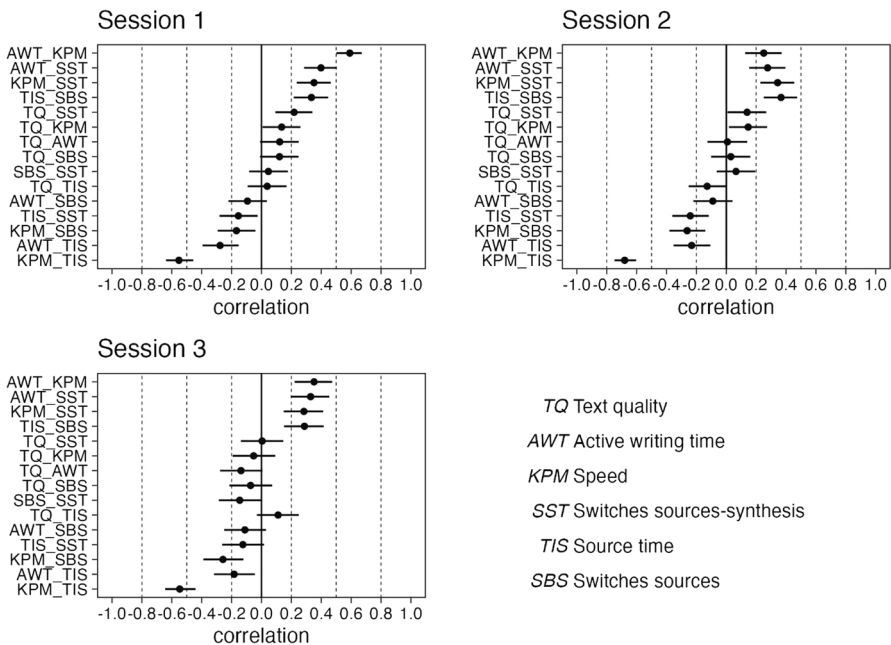 Session 1
AWT_KPM
AWT_SST
KPM_SST
TIS_SBS
TQ_SST
TQ_KPM
TQ_AWT
TQ_SBS
SBS_SST
TQ_TIS
AWT_SBS
TIS_SST
KPM_SBS
AWT_TIS
KPM_TIS
-1.0 -0.8 -0.6 -0.4 -0.2 0.0 0.2 0.4 0.6 0.8 1.0
correlation
Session 2
AWT_KPM
AWT_SST
KPM_SST
TIS_SBS
TQ_SST
TQ_KPM
TQ_AWT
TQ_SBS
SBS_SST
TQ_TIS
AWT_SBS
TIS_SST
KPM_SBS
AWT_TIS
KPM_TIS
-1.0 -0.8 -0.6 -0.4 -0.2 0.0 0.2 0.4 0.6 0.8 1.0
correlation
Session 3
AWT_KPM
AWT_SST
KPM_SST
TIS_SBS
TQ_SST
TQ_KPM
TQ_AWT
TQ_SBS
SBS_SST
TQ_TIS
AWT_SBS
TIS_SST
KPM_SBS
AWT_TIS
KPM_TIS
-1.0 -0.8 -0.6 -0.4 -0.2 0.0 0.2 0.4 0.6 0.8 1.0
correlation
TQ Text quality
AWT Active writing time
KPM Speed
SST Switches sources-synthesis
TIS Source time
SBS Switches sources